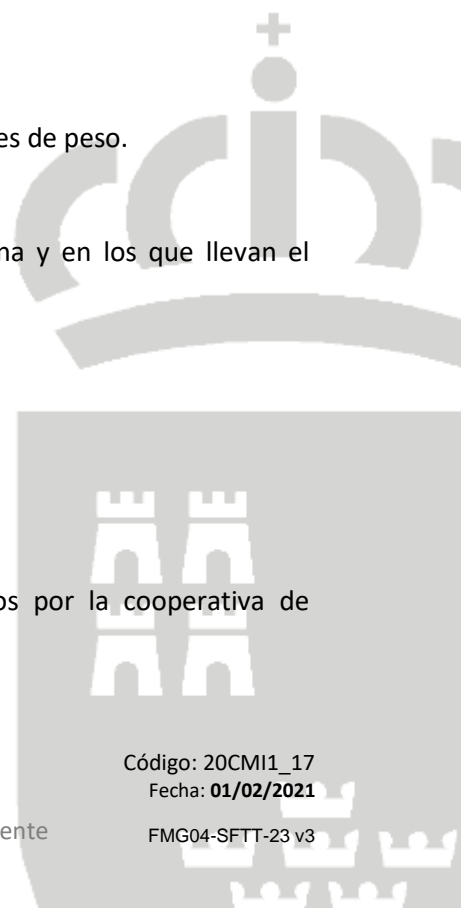 es de peso.
na y en los que llevan el
os por la cooperativa de
Código: 20CMI1_17
Fecha: 01/02/2021
ente
FMG04-SFTT-23 v3